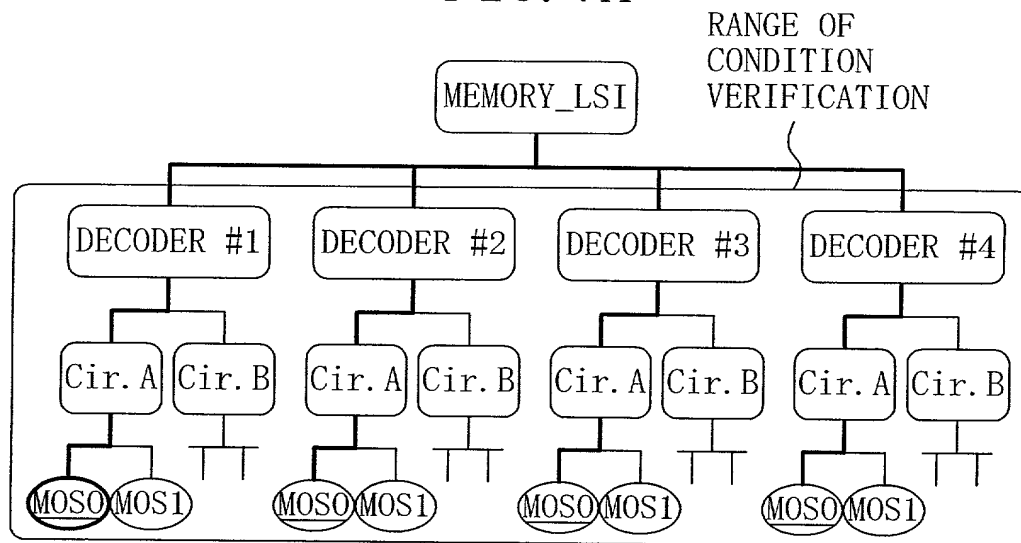 RANGE OF
CONDITION
VERIFICATION
MEMORY_LSI
DECODER #1 DECODER #2 DECODER #3 DECODER #4
Cir. A Cir. B Cir. A Cir. B Cir. A Cir. B Cir. A Cir. B
MOS0 MOS1 MOS0 MOS1 MOS0 MOS1 MOS0 MOS1